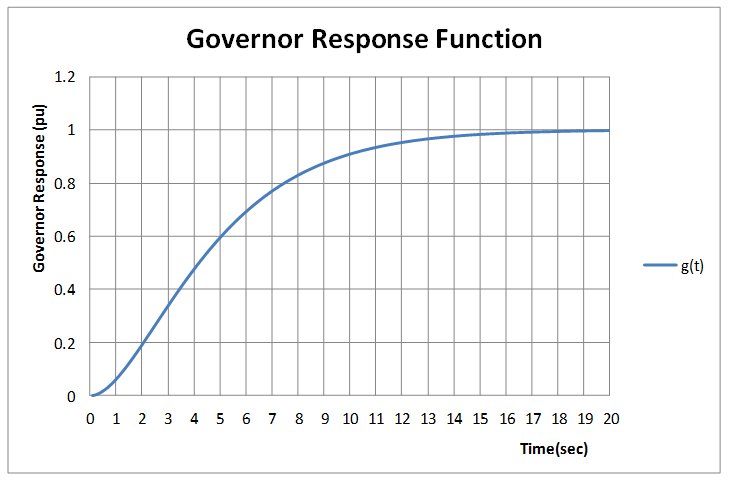 Governor Response Function
1.2
1
0.8
0.6
0.4
0.2
0
Governor Response (pu)
0 1 2 3 4 5 6 7 8 9 10 11 12 13 14 15 16 17 18 19 20
Time(sec)
g(t)